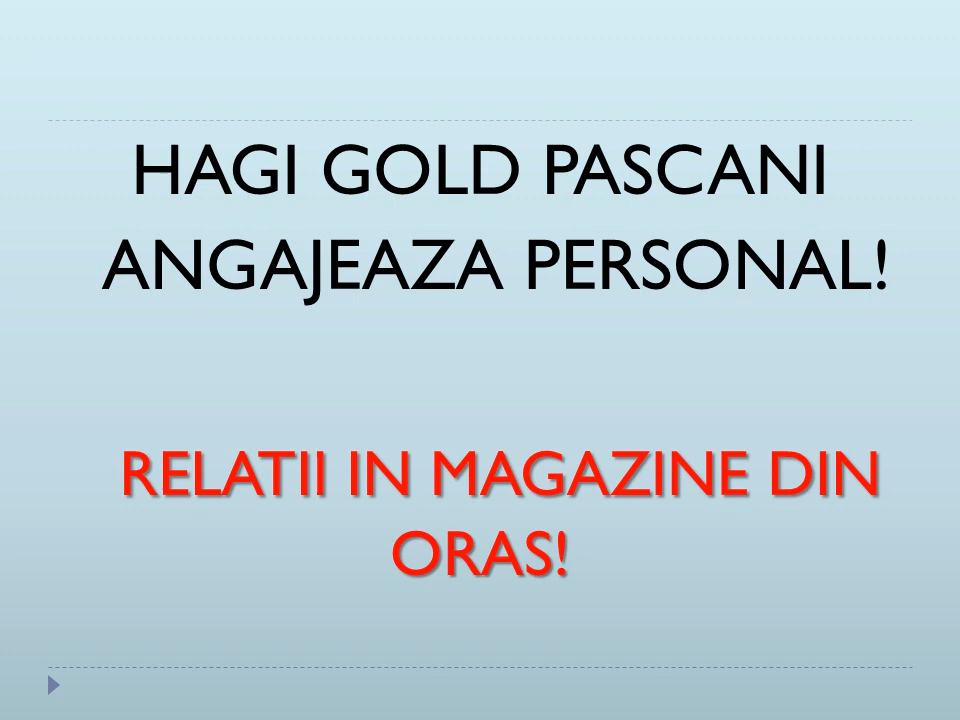 HAGI GOLD PASCANI
ANGAJEAZA PERSONAL!
RELATII IN MAGAZINE DIN
ORAS!